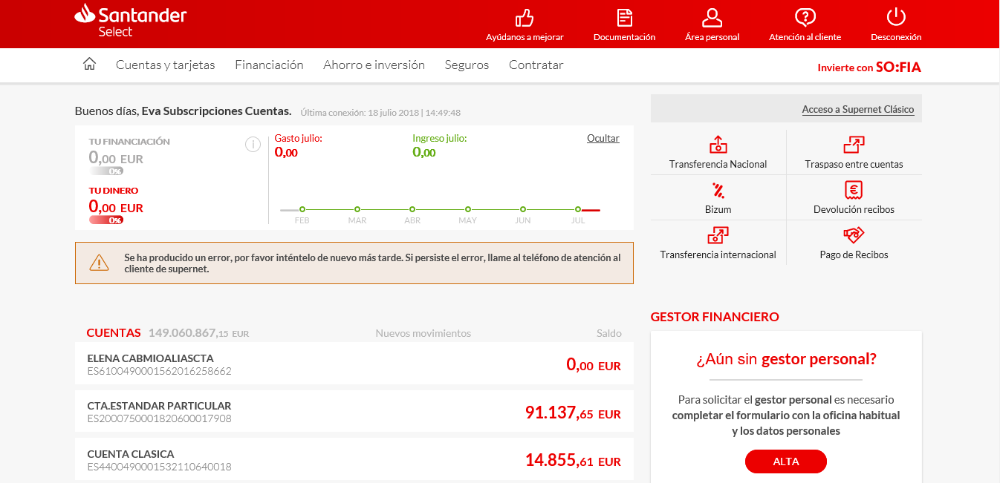 Santander
Select
Ayúdanos a mejorar
Documentación
Área personal
Atención al cliente
Desconexión
Cuentas y tarjetas
Financiación
Ahorro e inversión
Seguros
Contratar
Invierte con SO:FIA
Buenos días, Eva Subscripciones Cuentas. Última conexión: 18 julio 2018 | 14:49:48
Acceso a Supernet Clásico
TU FINANCIACIÓN
0,00 EUR
0%
TU DINERO
0,00 EUR
0%
Gasto julio:
0,00
Ingreso julio:
0,00
Ocultar
FEB MAR ABR MAY JUN JUL
Transferencia Nacional
Traspaso entre cuentas
Bizum
Devolución recibos
Transferencia internacional
Pago de Recibos
Se ha producido un error, por favor inténtelo de nuevo más tarde. Si persiste el error, llame al teléfono de atención al
cliente de supernet.
CUENTAS 149.060.867,15 EUR Nuevos movimientos Saldo
ELENA CABMIOALIASCTA
ES6100490001562016258662
0,00 EUR
CTA.ESTANDAR PARTICULAR
ES2000750001820600017908
91.137,65 EUR
CUENTA CLASICA
ES4400490001532110640018
14.855,61 EUR
GESTOR FINANCIERO
¿Aún sin gestor personal?
Para solicitar el gestor personal es necesario
completar el formulario con la oficina habitual
y los datos personales
ALTA